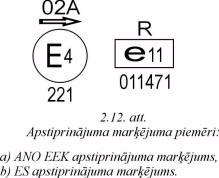 02A
E4
221
R
e11
011471
2.12. att.
Apstiprinājuma marķējuma piemēri:
a) ANO EEK apstiprinājuma marķējums,
b) ES apstiprinājuma marķējums.